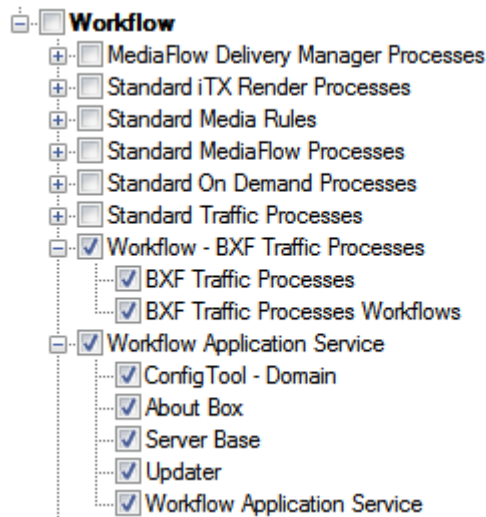 Workflow
MediaFlow Delivery Manager Processes
Standard iTX Render Processes
Standard Media Rules
Standard MediaFlow Processes
Standard On Demand Processes
Standard Traffic Processes
Workflow - BXF Traffic Processes
BXF Traffic Processes
BXF Traffic Processes Workflows
Workflow Application Service
ConfigTool - Domain
About Box
Server Base
Updater
Workflow Application Service